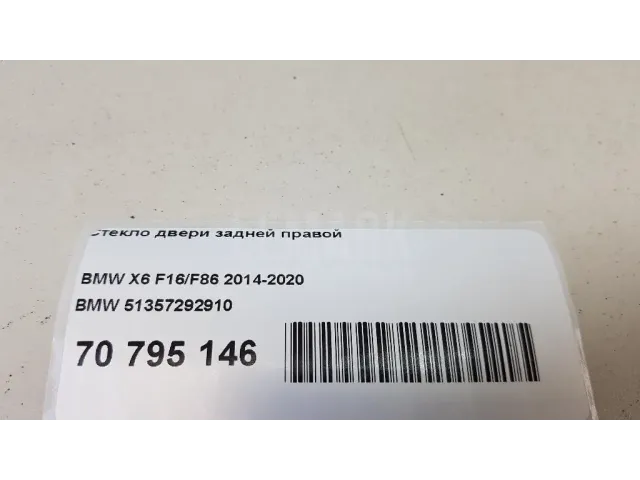 Стекло двери задней правой
BMW X6 F16/F86 2014-2020
BMW 51357292910
70 795 146